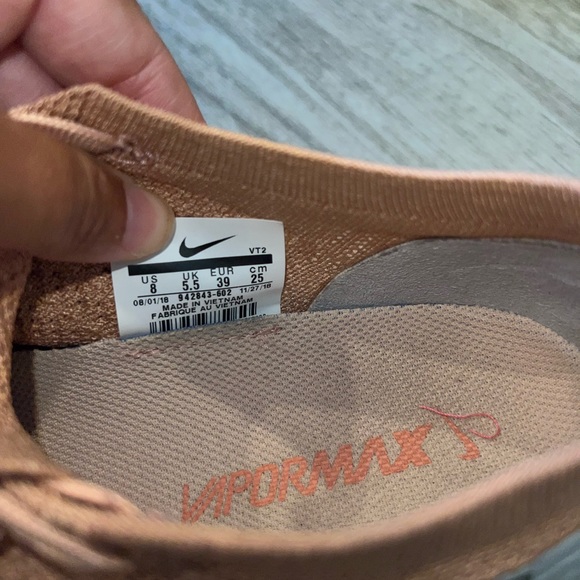 VT2
US UK EUR cm
8 5.5 39 25
08/01/18 942843-602 11/27/18
MADE IN VIETNAM
FABRIQUE AU VIETNAM
VAPORMAX